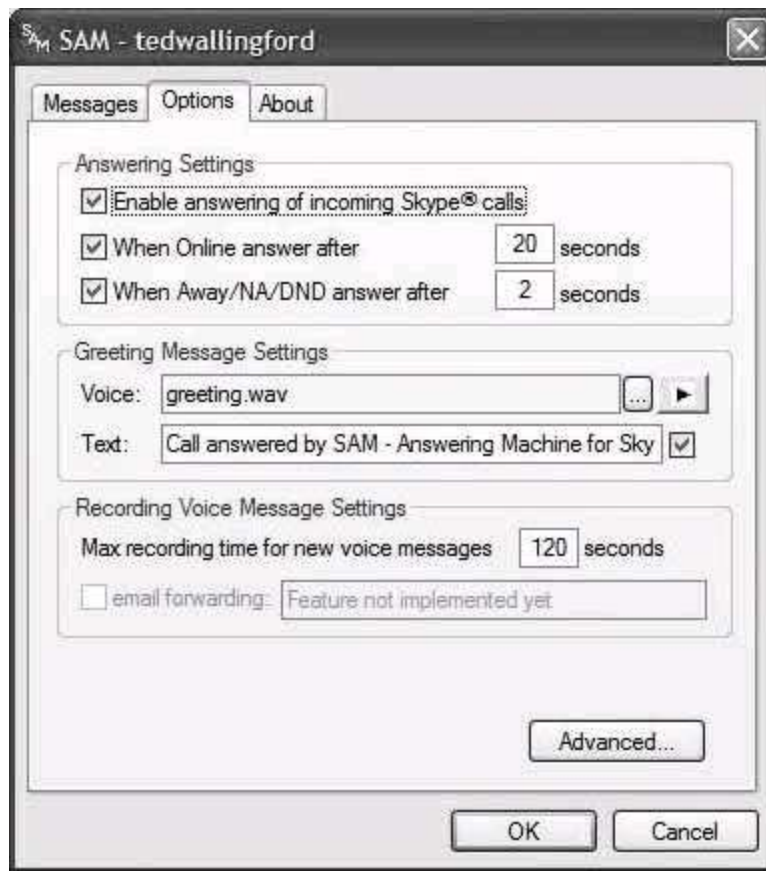 SAM SAM - tedwallingford
Messages Options About
Answering Settings
Enable answering of incoming Skype® calls
When Online answer after 20 seconds
When Away/NA/DND answer after 2 seconds
Greeting Message Settings
Voice: greeting.wav ...
Text: Call answered by SAM - Answering Machine for Sky
Recording Voice Message Settings
Max recording time for new voice messages 120 seconds
email forwarding: Feature not implemented yet
Advanced...
OK Cancel